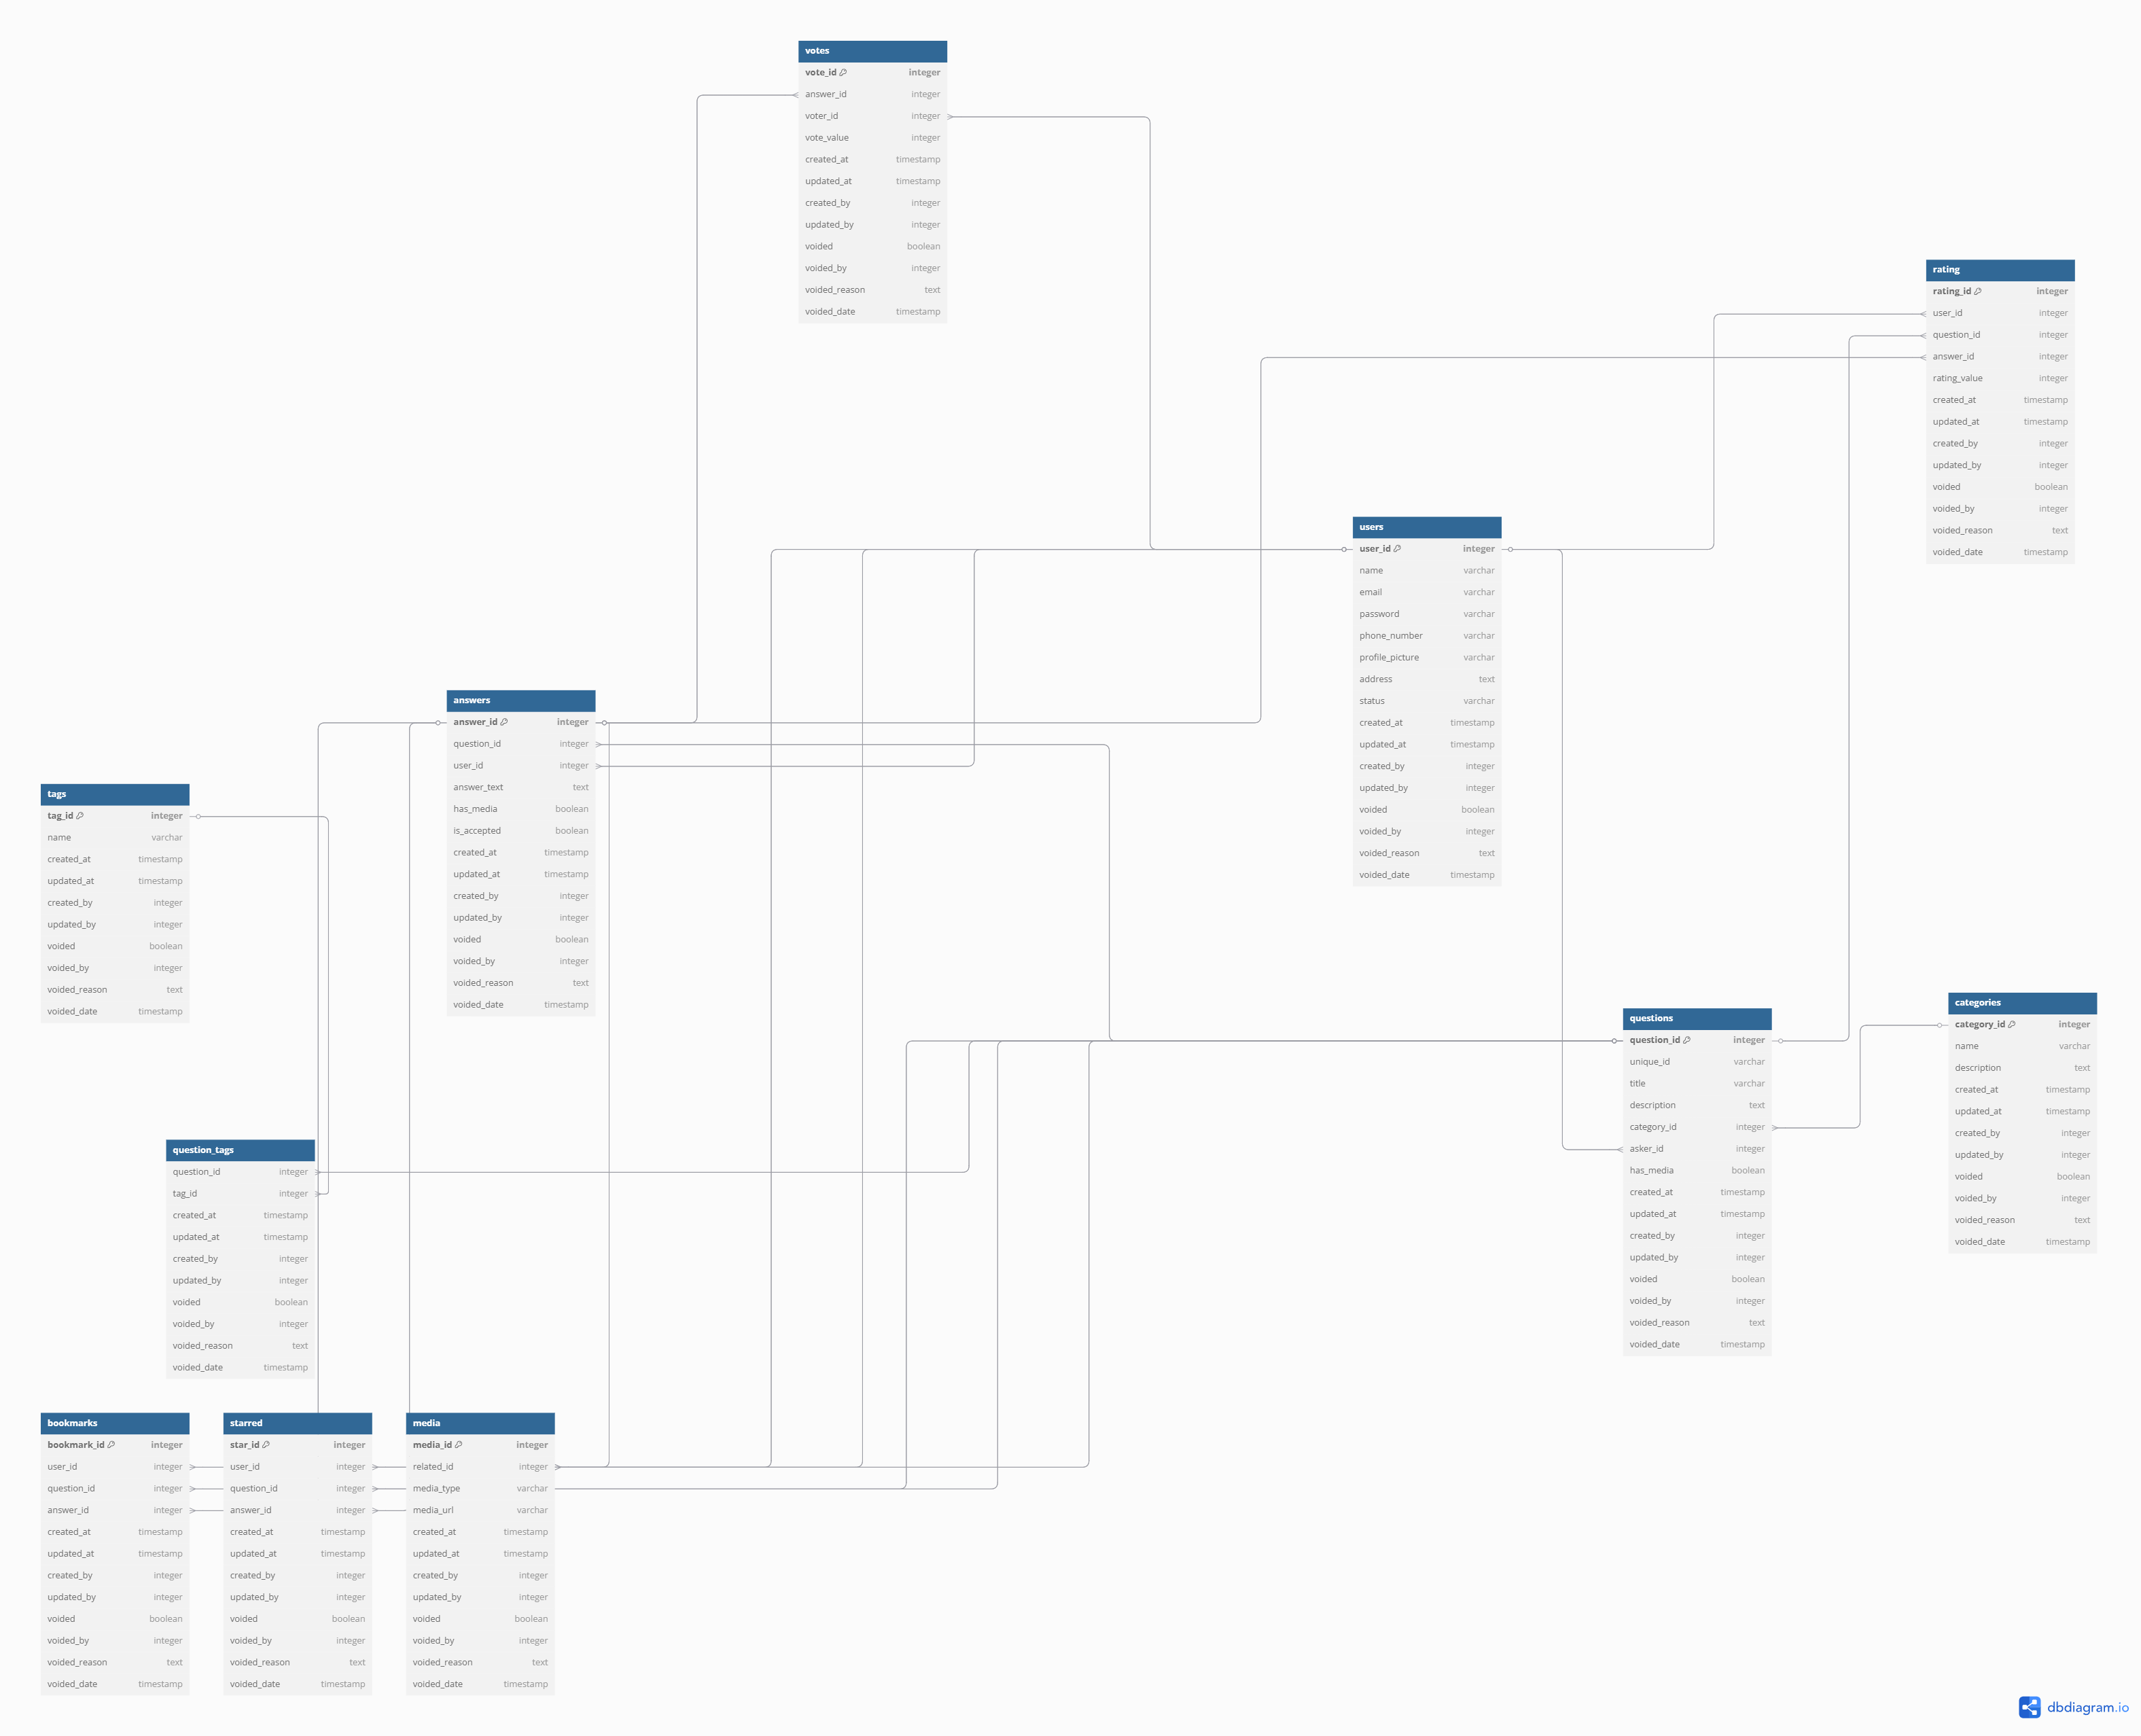 votes
vote_id integer
answer_id integer
voter_id integer
vote_value integer
created_at timestamp
updated_at timestamp
created_by integer
updated_by integer
voided boolean
voided_by integer
voided_reason text
voided_date timestamp
rating
rating_id integer
user_id integer
question_id integer
answer_id integer
rating_value integer
created_at timestamp
updated_at timestamp
created_by integer
updated_by integer
voided boolean
voided_by integer
voided_reason text
voided_date timestamp
users
user_id integer
name varchar
email varchar
password varchar
phone_number varchar
profile_picture varchar
address text
status varchar
created_at timestamp
updated_at timestamp
created_by integer
updated_by integer
voided boolean
voided_by integer
voided_reason text
voided_date timestamp
answers
answer_id integer
question_id integer
user_id integer
answer_text text
has_media boolean
is_accepted boolean
created_at timestamp
updated_at timestamp
created_by integer
updated_by integer
voided boolean
voided_by integer
voided_reason text
voided_date timestamp
tags
tag_id integer
name varchar
created_at timestamp
updated_at timestamp
created_by integer
updated_by integer
voided boolean
voided_by integer
voided_reason text
voided_date timestamp
questions
question_id integer
unique_id varchar
title varchar
description text
category_id integer
asker_id integer
has_media boolean
created_at timestamp
updated_at timestamp
created_by integer
updated_by integer
voided boolean
voided_by integer
voided_reason text
voided_date timestamp
categories
category_id integer
name varchar
description text
created_at timestamp
updated_at timestamp
created_by integer
updated_by integer
voided boolean
voided_by integer
voided_reason text
voided_date timestamp
question_tags
question_id integer
tag_id integer
created_at timestamp
updated_at timestamp
created_by integer
updated_by integer
voided boolean
voided_by integer
voided_reason text
voided_date timestamp
bookmarks
bookmark_id integer
user_id integer
question_id integer
answer_id integer
created_at timestamp
updated_at timestamp
created_by integer
updated_by integer
voided boolean
voided_by integer
voided_reason text
voided_date timestamp
starred
star_id integer
user_id integer
question_id integer
answer_id integer
created_at timestamp
updated_at timestamp
created_by integer
updated_by integer
voided boolean
voided_by integer
voided_reason text
voided_date timestamp
media
media_id integer
related_id integer
media_type varchar
media_url varchar
created_at timestamp
updated_at timestamp
created_by integer
updated_by integer
voided boolean
voided_by integer
voided_reason text
voided_date timestamp
dbdiagram.io